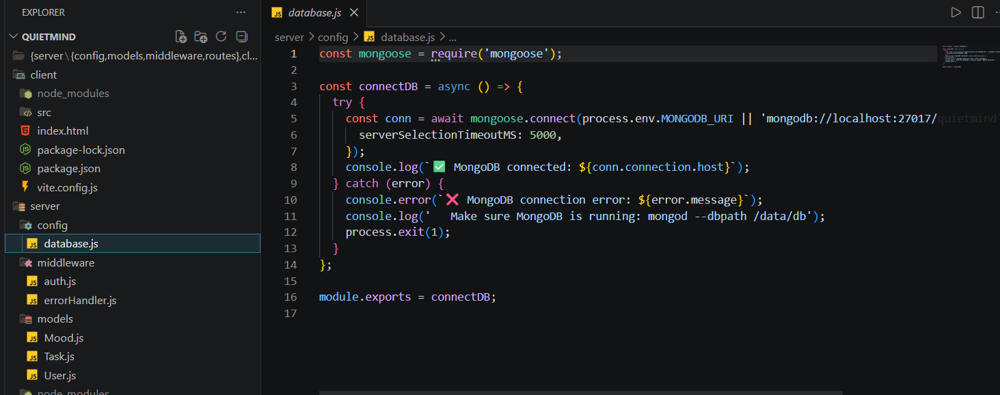 EXPLORER
QUIETMIND
{server\{config,models,middleware,routes},cl...
client
node_modules
src
index.html
package-lock.json
package.json
vite.config.js
server
config
database.js
middleware
auth.js
errorHandler.js
models
Mood.js
Task.js
User.js
node_modules
database.js
server > config > JS database.js > ...
1 const mongoose = require('mongoose');
2
3 const connectDB = async () => {
4 try {
5 const conn = await mongoose.connect(process.env.MONGODB_URI || 'mongodb://localhost:27017/quietmind
6 serverSelectionTimeoutMS: 5000,
7 });
8 console.log(`✅ MongoDB connected: ${conn.connection.host}`);
9 } catch (error) {
10 console.error(`❌ MongoDB connection error: ${error.message}`);
11 console.log('   Make sure MongoDB is running: mongod --dbpath /data/db');
12 process.exit(1);
13 }
14 };
15
16 module.exports = connectDB;
17